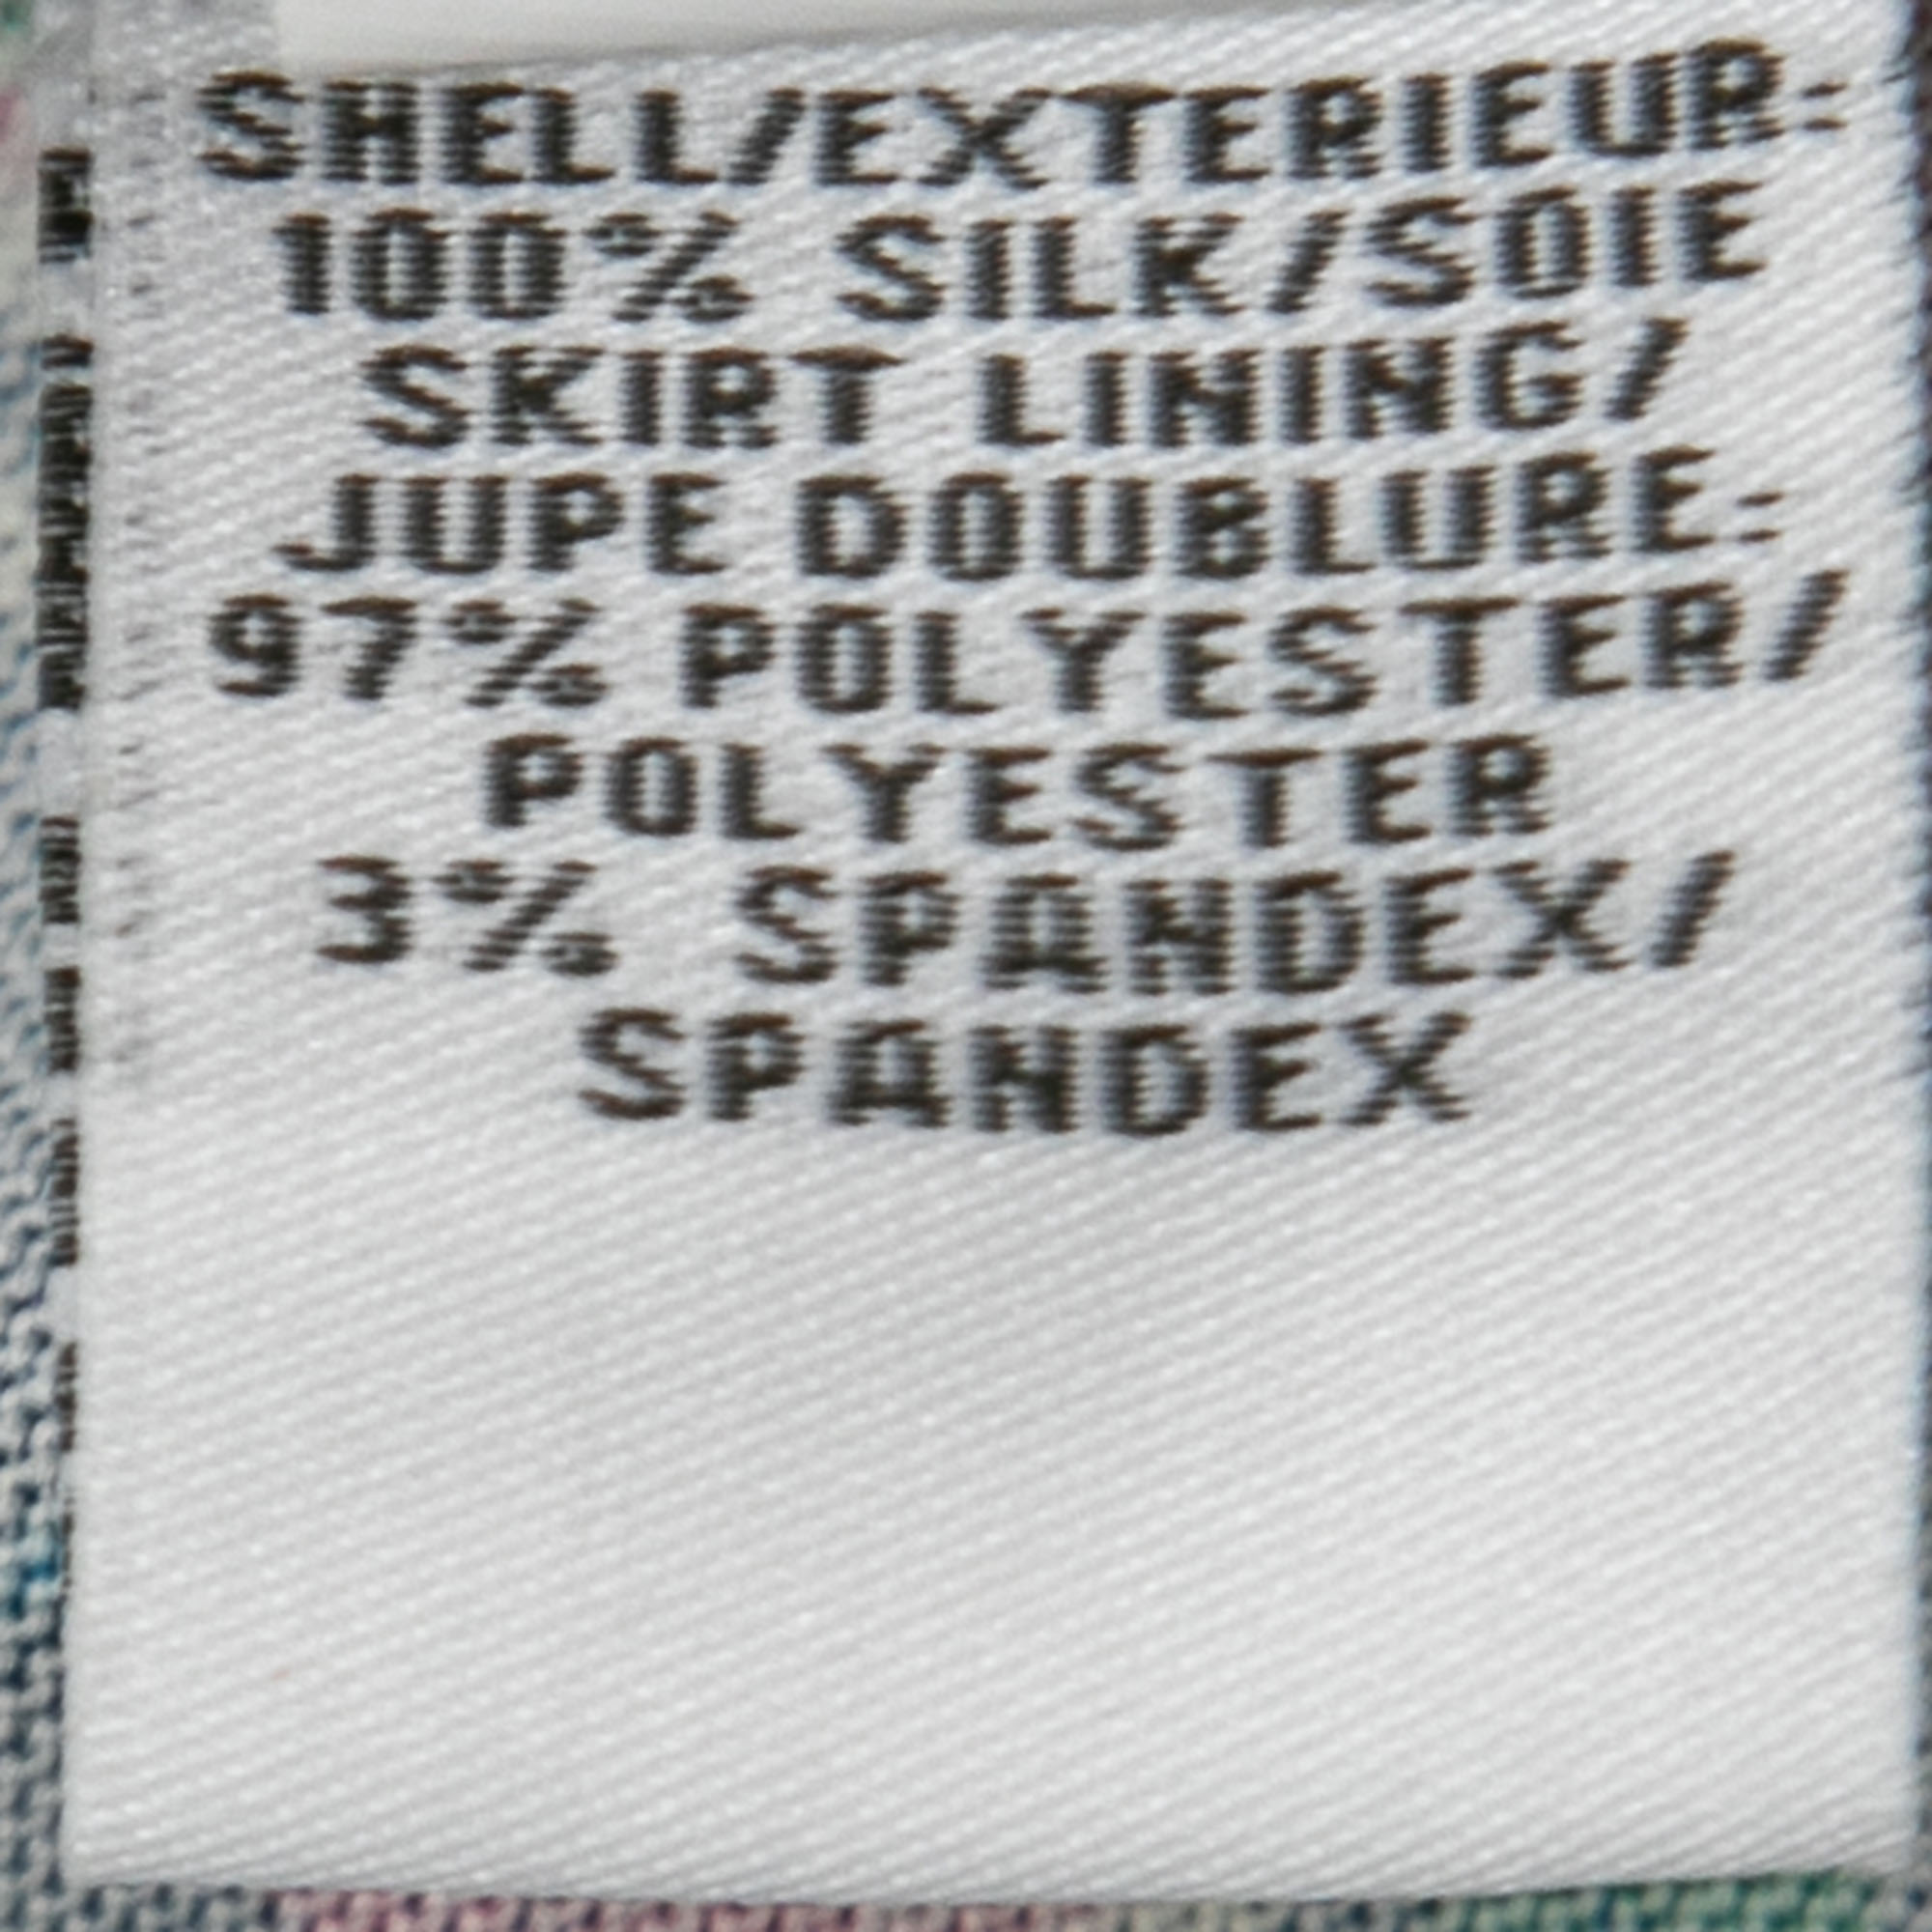 SHELL/EXTERIEUR:
100% SILK/SOIE
SKIRT LINING/
JUPE DOUBLURE:
97% POLYESTER/
POLYESTER
3% SPANDEX/
SPANDEX